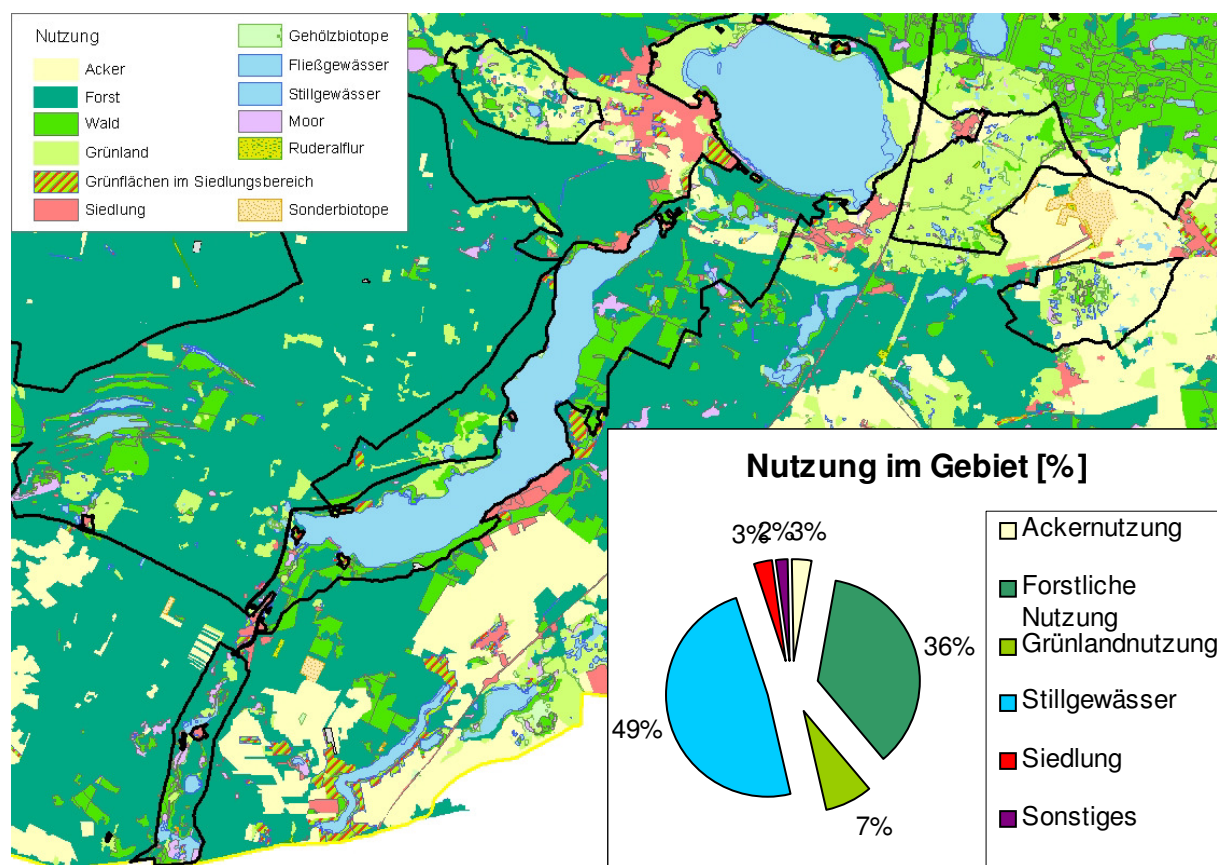 Nutzung
Acker
Forst
Wald
Grünland
Grünflächen im Siedlungsbereich
Siedlung
Gehölzbiotope
Fließgewässer
Stillgewässer
Moor
Ruderalflur
Sonderbiotope
Nutzung im Gebiet [%]
3%
2%
3%
36%
7%
49%
Ackernutzung
Forstliche
Nutzung
Grünlandnutzung
Stillgewässer
Siedlung
Sonstiges